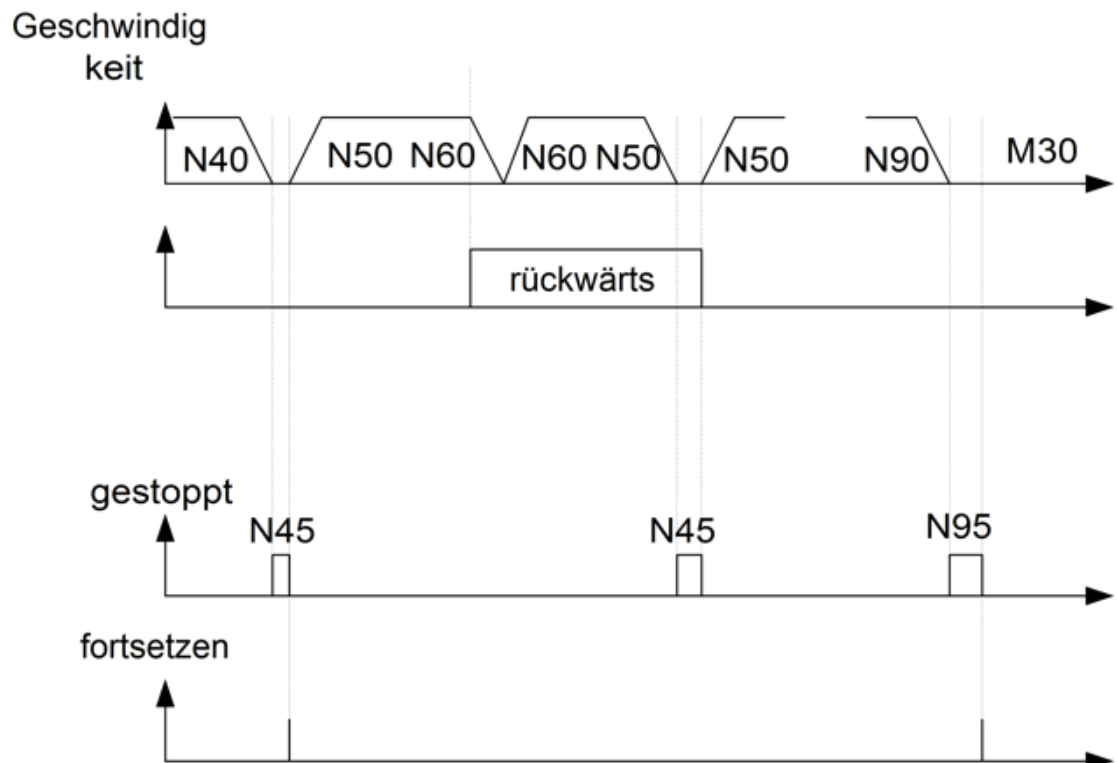 Geschwindig
keit
N40 N50 N60 N60 N50 N50 N90 M30
rückwärts
gestoppt
N45 N45 N95
fortsetzen